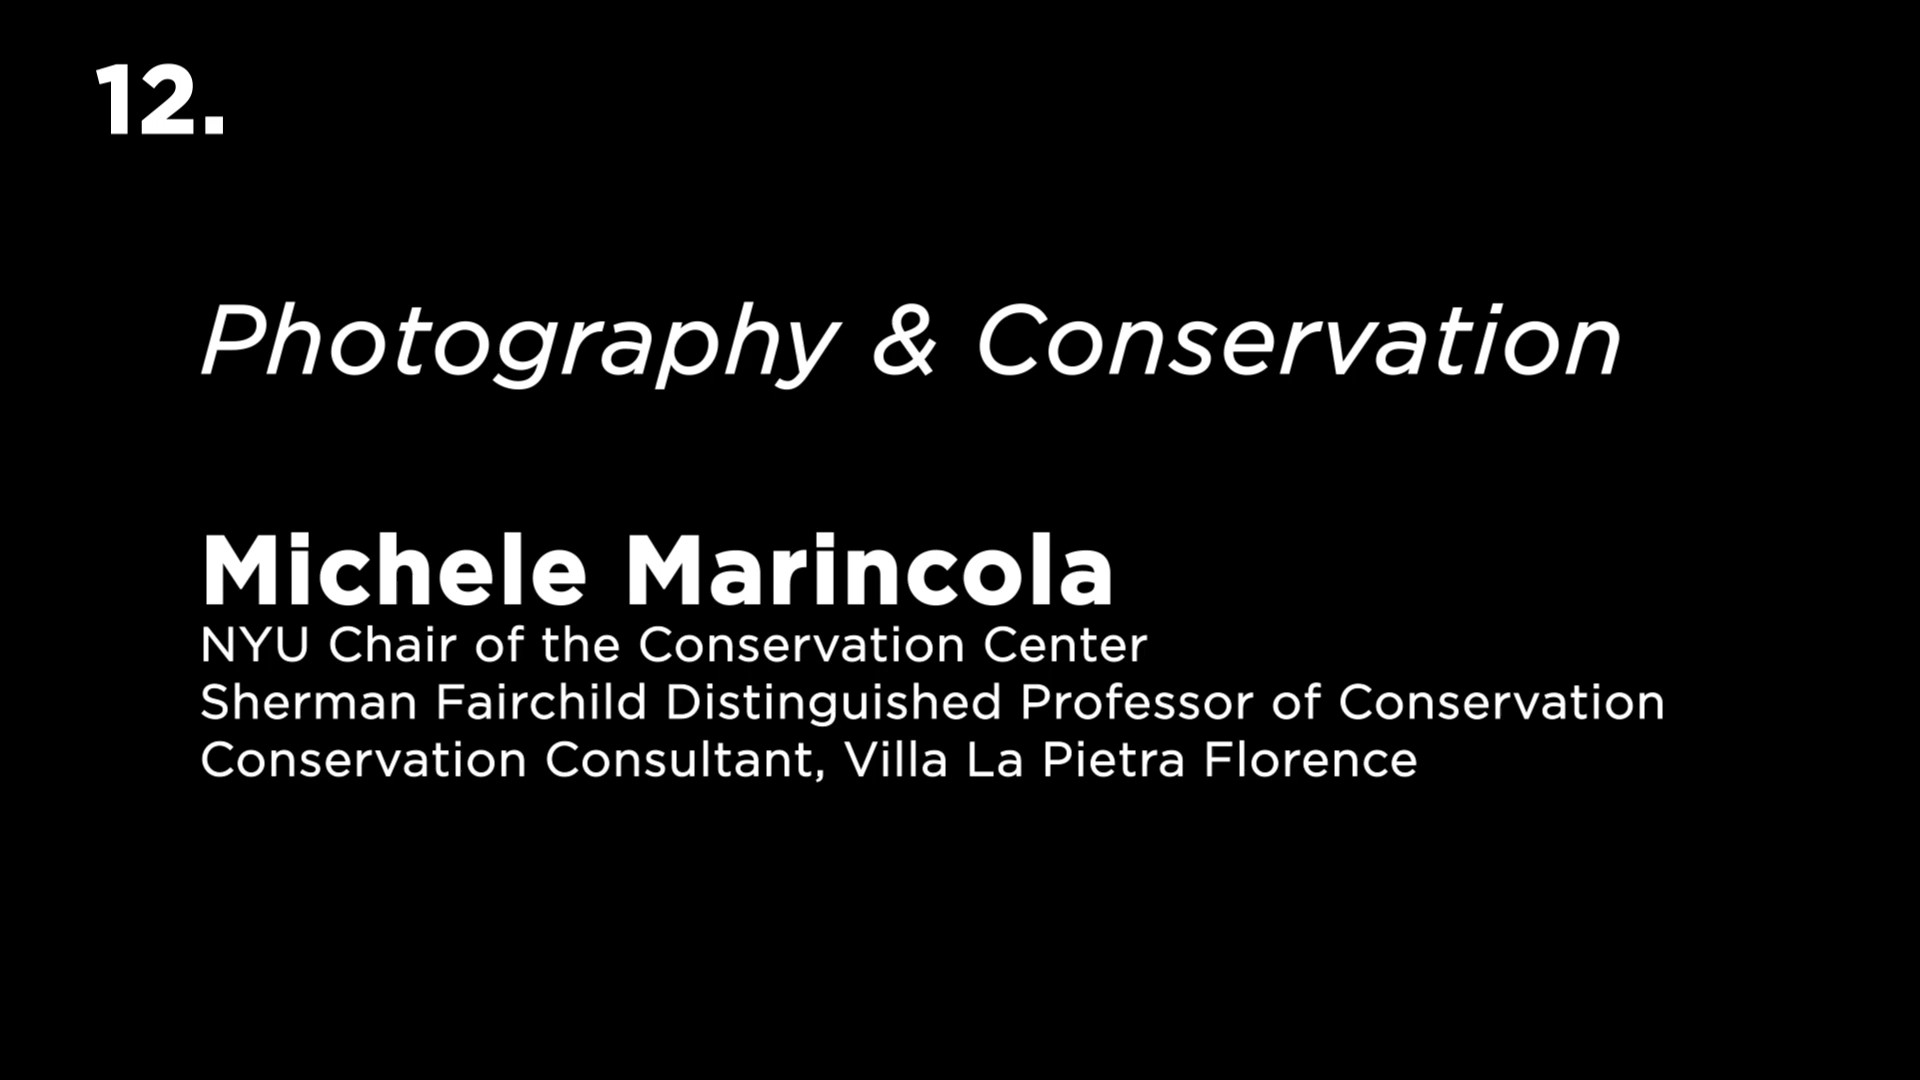 12.
Photography & Conservation
Michele Marincola
NYU Chair of the Conservation Center
Sherman Fairchild Distinguished Professor of Conservation
Conservation Consultant, Villa La Pietra Florence